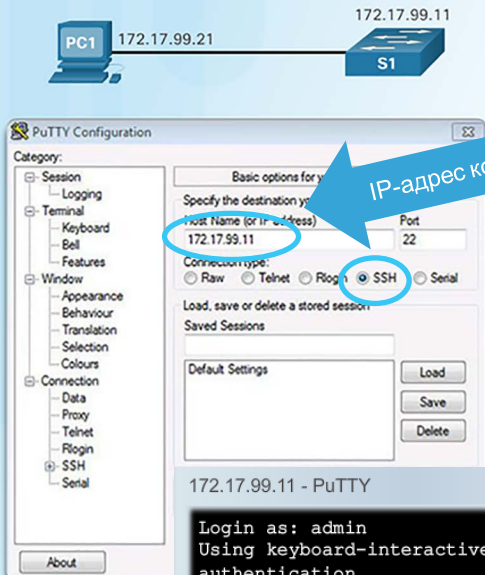 172.17.99.11
PC1
172.17.99.21
S1
PuTTY Configuration
Category:
Session
Logging
Terminal
Keyboard
Bell
Features
Window
Appearance
Behaviour
Translation
Selection
Colours
Connection
Data
Proxy
Telnet
Rlogin
SSH
Serial
About
Basic options for
IP-адрес
Specify the destination
Host Name (or IP address)
Port
172.17.99.11
22
Connection type:
Raw
Telnet
Rlogin
SSH
Serial
Load, save or delete a stored session
Saved Sessions
Default Settings
Load
Save
Delete
172.17.99.11 - PuTTY
Login as: admin
Using keyboard-interactive
authentication